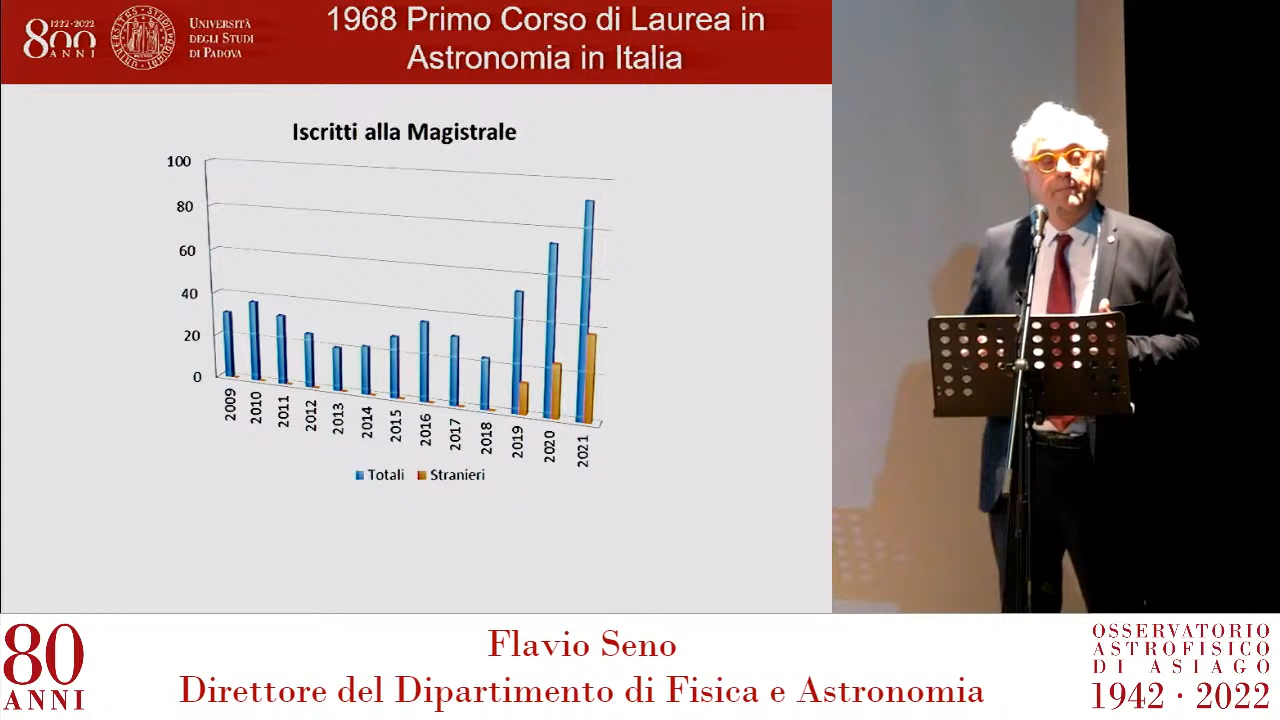 1222·2022
800
ANNI
UNIVERSITÀ
DEGLI STUDI
DI PADOVA
1968 Primo Corso di Laurea in
Astronomia in Italia
Iscritti alla Magistrale
100
80
60
40
20
0
2009
2010
2011
2012
2013
2014
2015
2016
2017
2018
2019
2020
2021
Totali
Stranieri
80
ANNI
Flavio Seno
Direttore del Dipartimento di Fisica e Astronomia
OSSERVATORIO
ASTROFISICO
DI ASIAGO
1942 · 2022